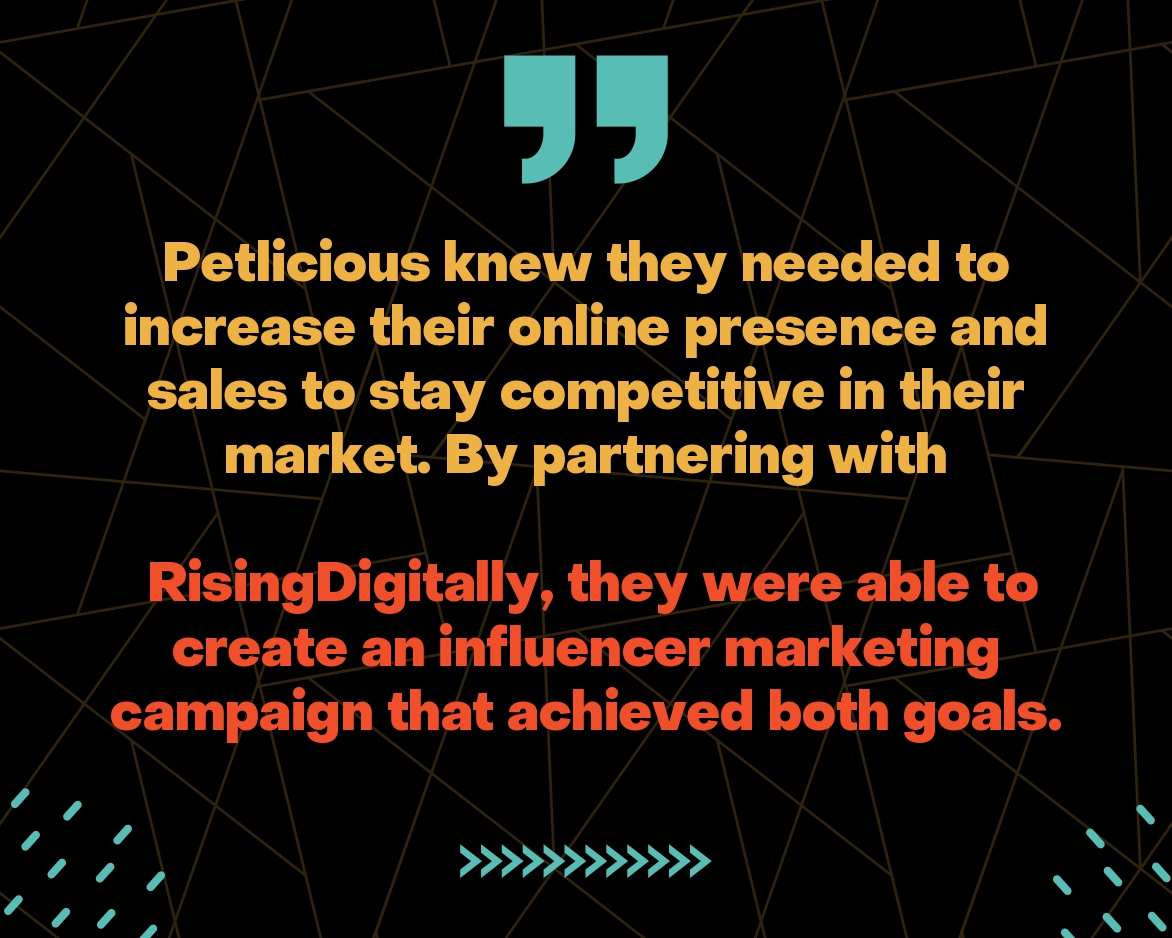 Petlicious knew they needed to
increase their online presence and
sales to stay competitive in their
market. By partnering with
RisingDigitally, they were able to
create an influencer marketing
campaign that achieved both goals.